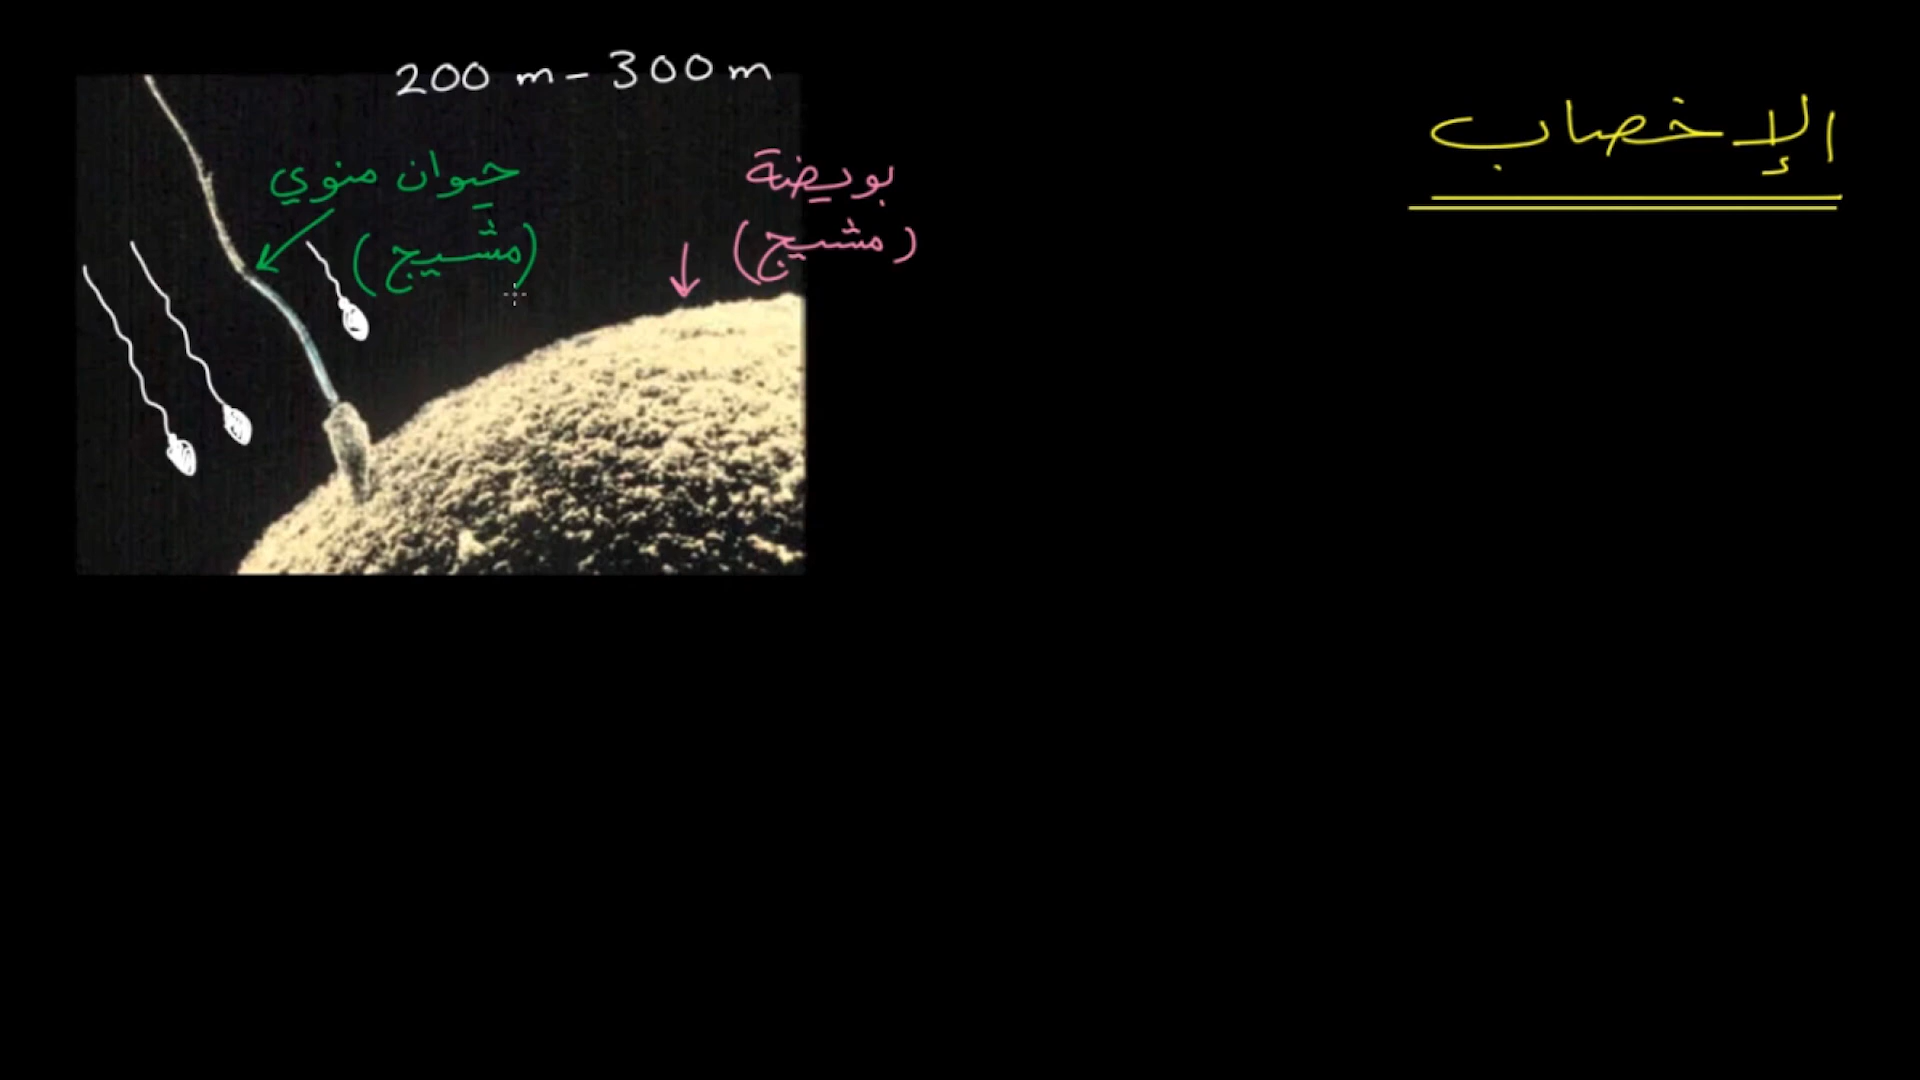 الإخصاب
200 m - 300 m
حيوان منوي
(مشيج)
بويضة
(مشيج)